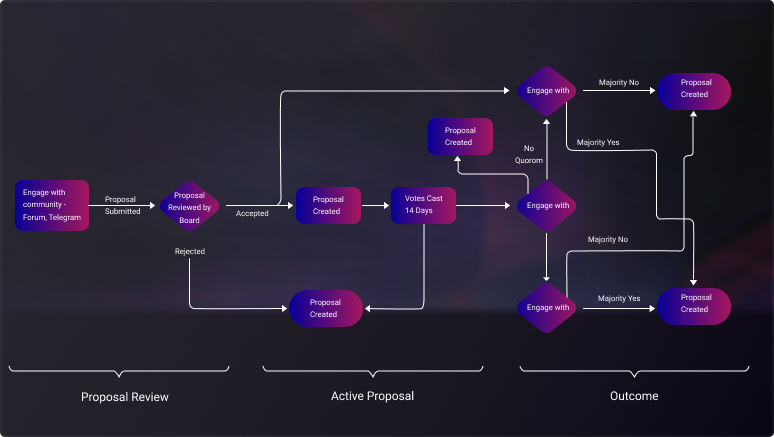 Engage with
community -
Forum, Telegram
Proposal
Submitted
Proposal
Reviewed by
Board
Accepted
Rejected
Proposal
Created
Votes Cast
14 Days
Proposal
Created
Proposal
Created
No
Quorom
Engage with
Engage with
Engage with
Majority No
Majority Yes
Proposal
Created
Majority No
Majority Yes
Proposal
Created
Proposal Review
Active Proposal
Outcome